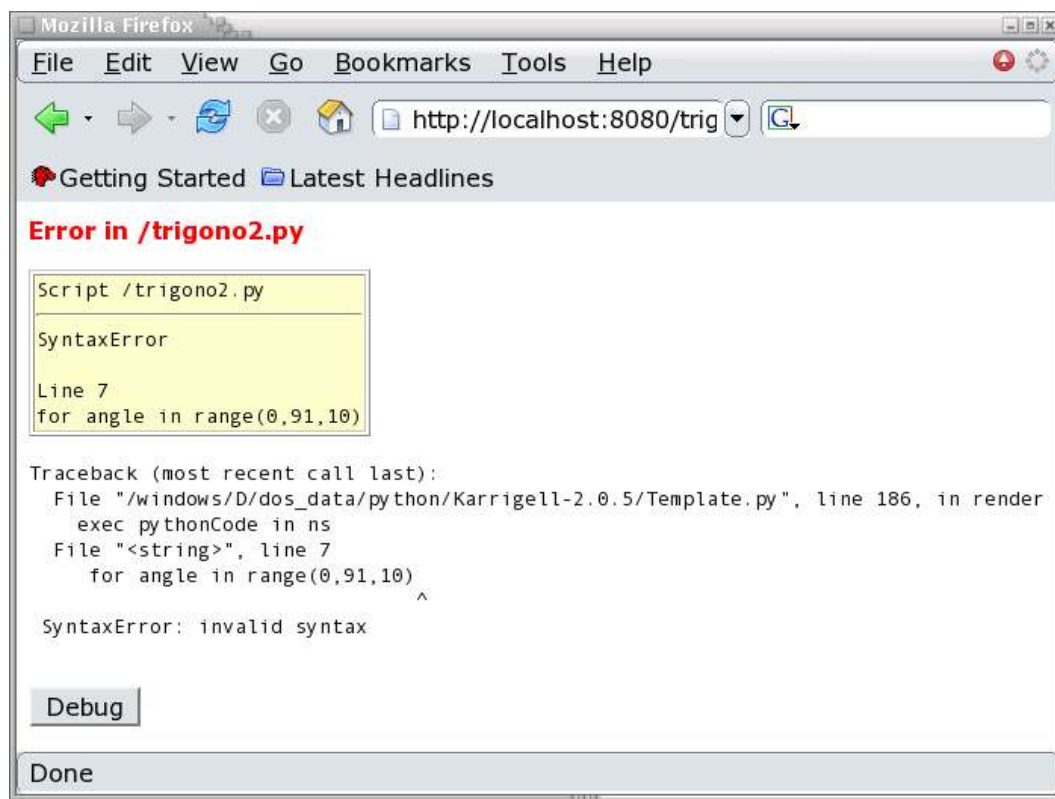 Mozilla Firefox
File Edit View Go Bookmarks Tools Help
http://localhost:8080/trig G
Getting Started Latest Headlines
Error in /trigono2.py
Script /trigono2.py
SyntaxError
Line 7
for angle in range(0,91,10)
Traceback (most recent call last):
  File "/windows/D/dos_data/python/Karrigell-2.0.5/Template.py", line 186, in render
    exec pythonCode in ns
  File "<string>", line 7
     for angle in range(0,91,10)
                                ^
 SyntaxError: invalid syntax
Debug
Done